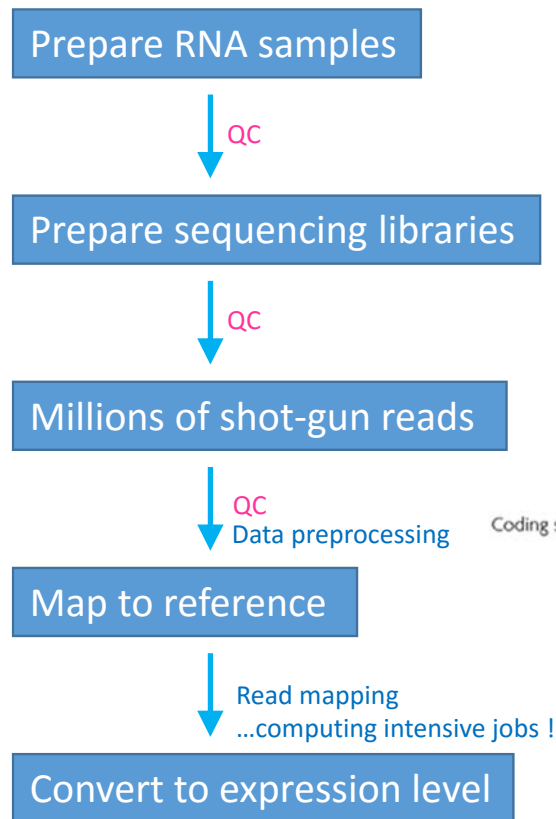 Prepare RNA samples
QC
Prepare sequencing libraries
QC
Millions of shot-gun reads
QC
Data preprocessing
Coding
Map to reference
Read mapping
...computing intensive jobs !
Convert to expression level